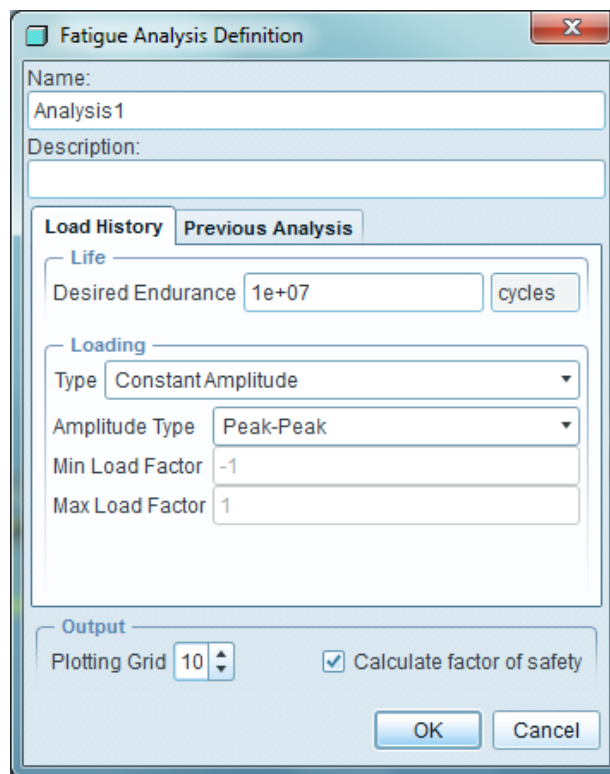 Fatigue Analysis Definition
Name:
Analysis1
Description:
Load History Previous Analysis
Life
Desired Endurance 1e+07 cycles
Loading
Type Constant Amplitude
Amplitude Type Peak-Peak
Min Load Factor -1
Max Load Factor 1
Output
Plotting Grid 10 Calculate factor of safety
OK Cancel